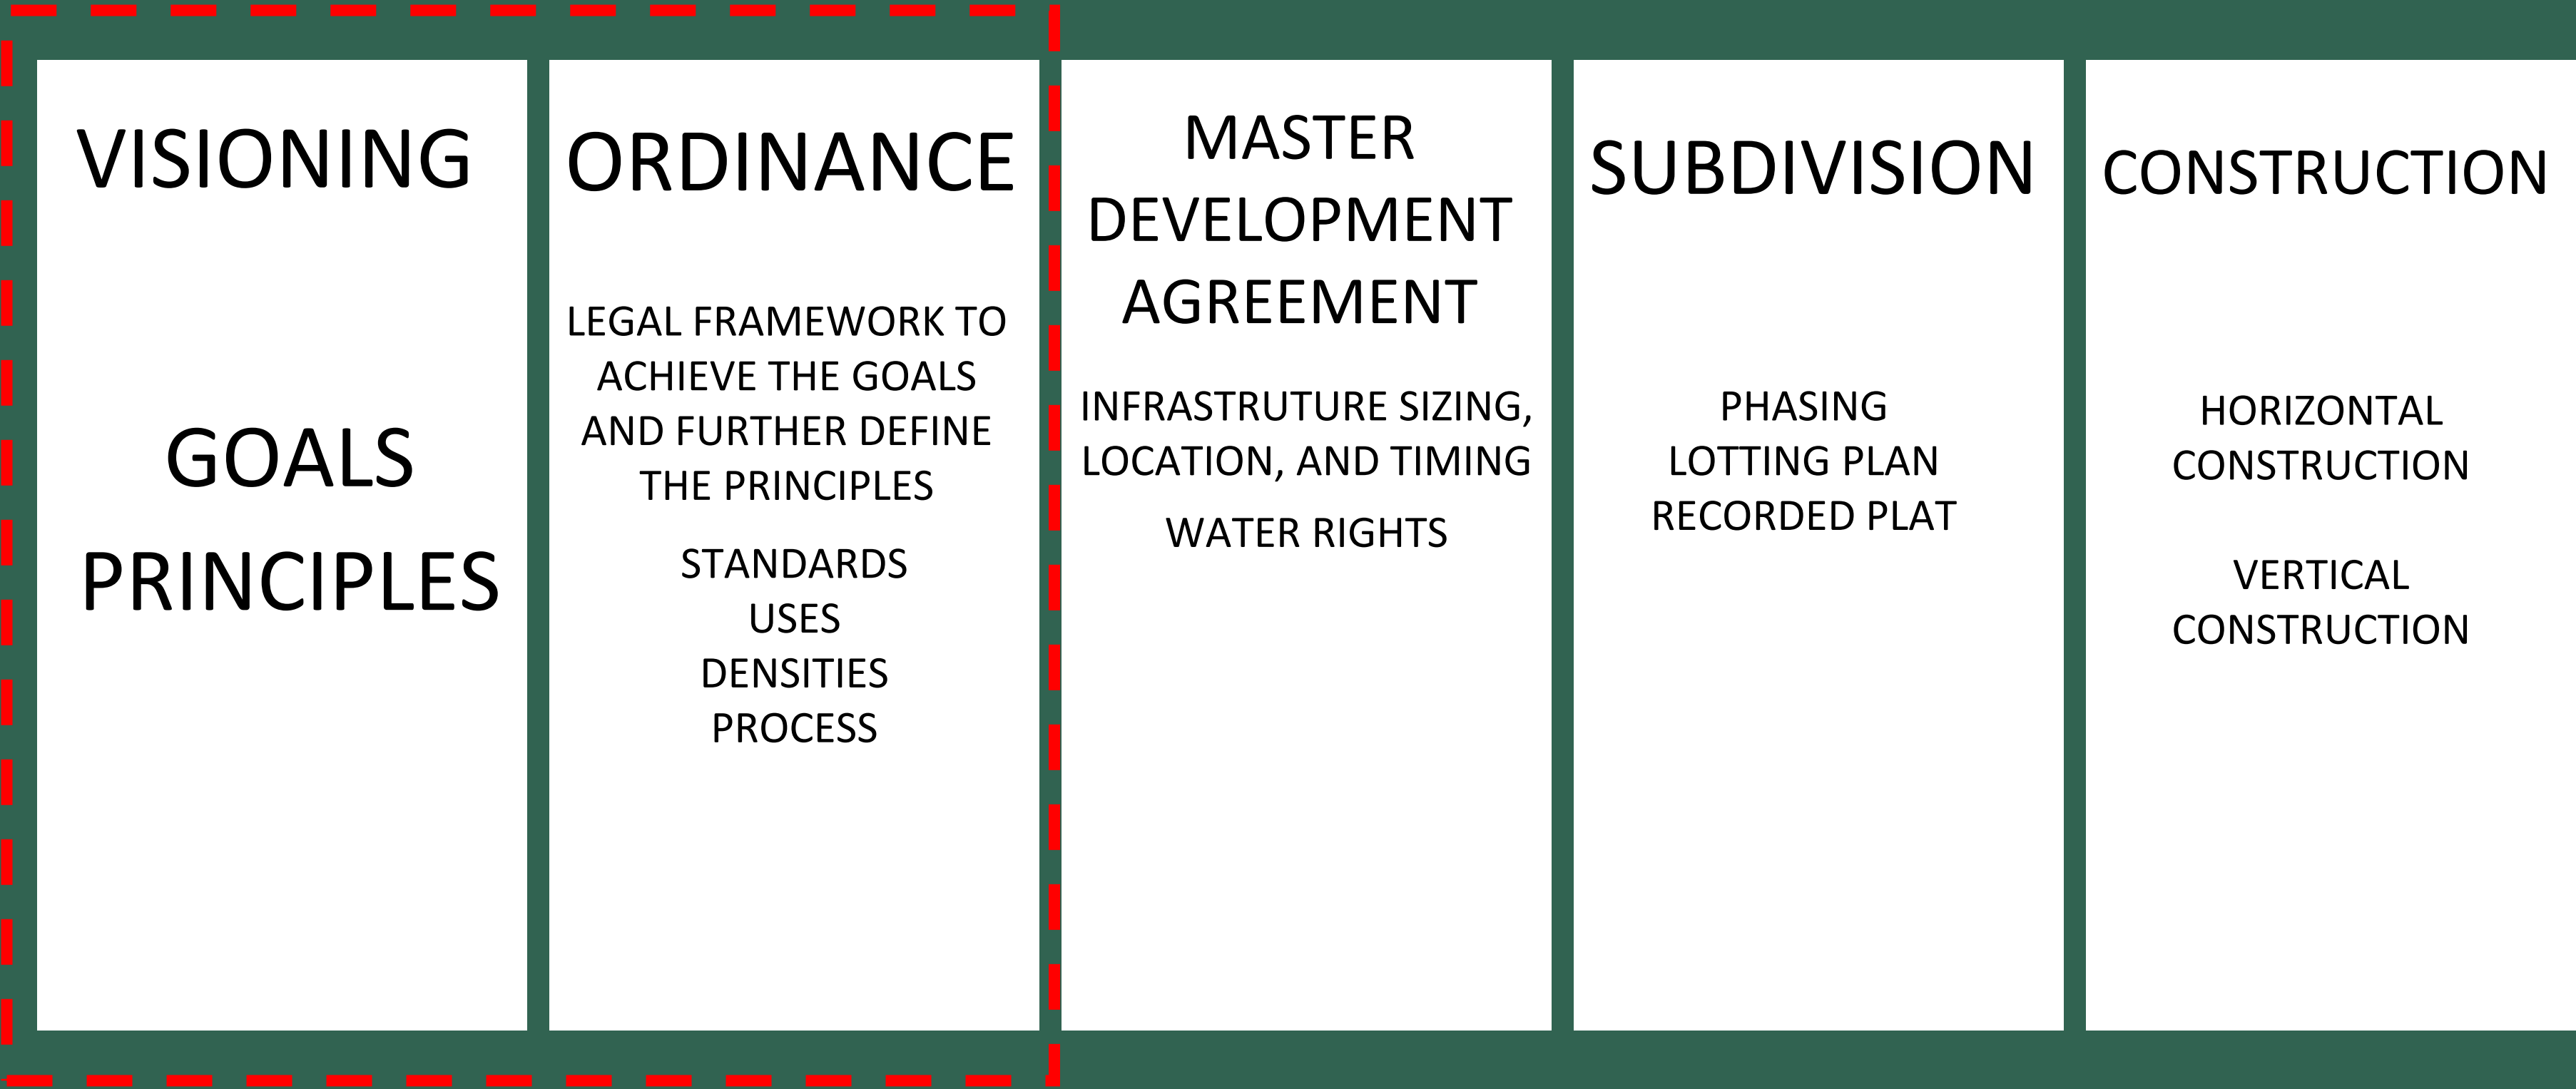 VISIONING
GOALS
PRINCIPLES
ORDINANCE
LEGAL FRAMEWORK TO
ACHIEVE THE GOALS
AND FURTHER DEFINE
THE PRINCIPLES
STANDARDS
USES
DENSITIES
PROCESS
MASTER
DEVELOPMENT
AGREEMENT
INFRASTRUTURE SIZING,
LOCATION, AND TIMING
WATER RIGHTS
SUBDIVISION
PHASING
LOTTING PLAN
RECORDED PLAT
CONSTRUCTION
HORIZONTAL
CONSTRUCTION
VERTICAL
CONSTRUCTION